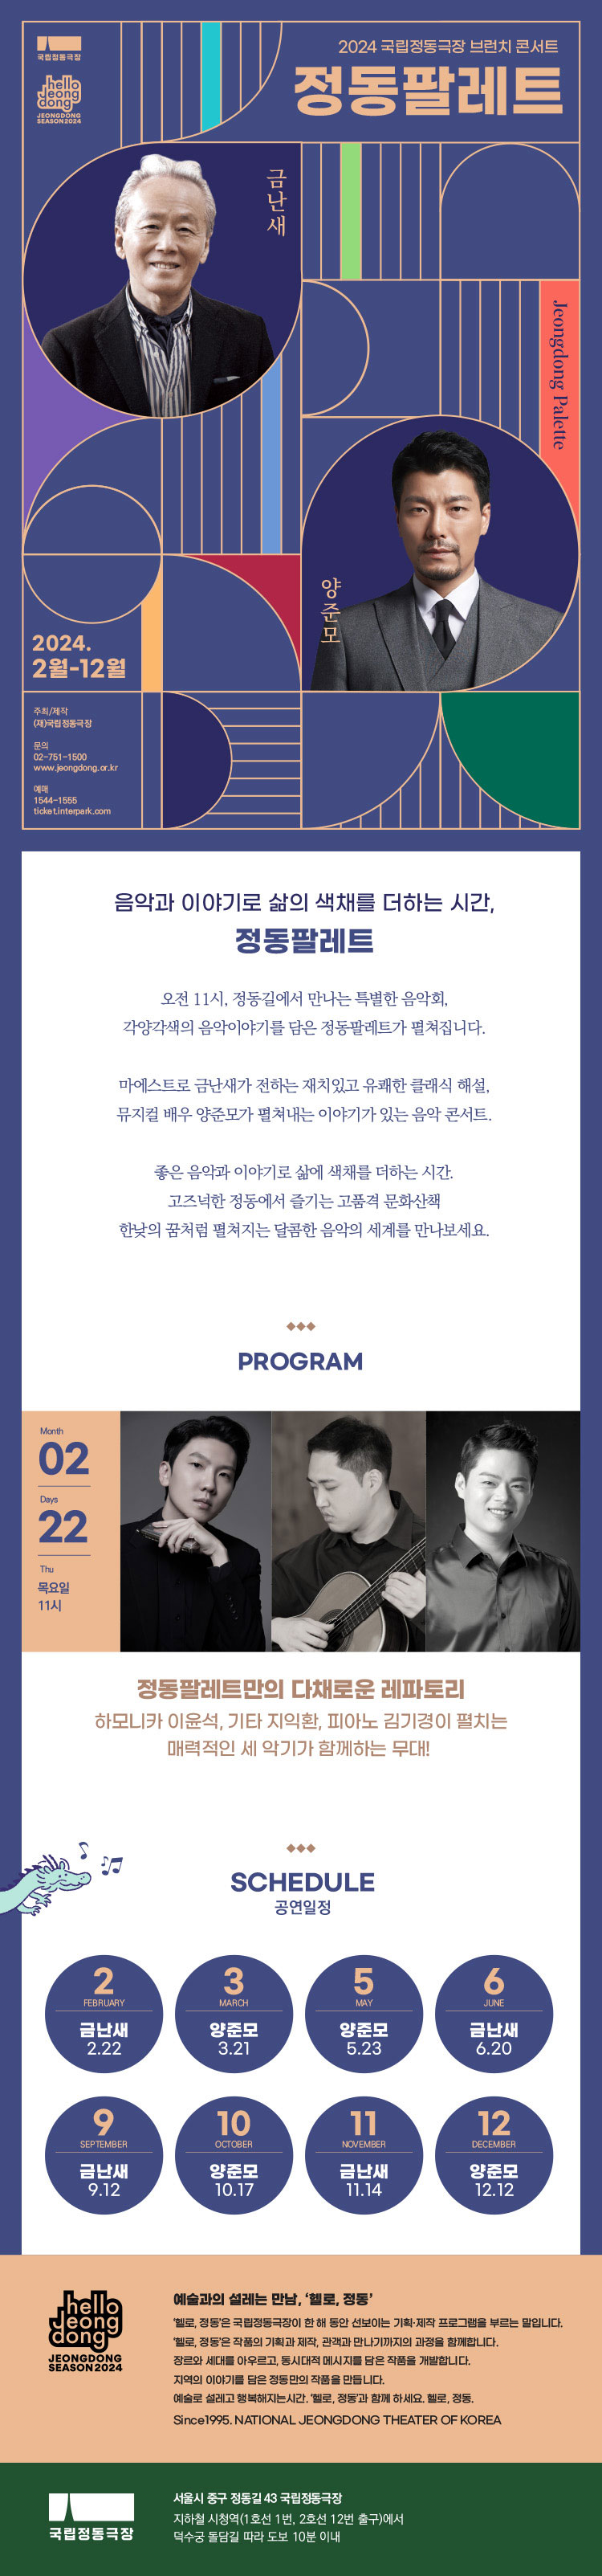 국립정동극장
hello
jeong
dong
JEONGDONG
SEASON 2024
2024 국립정동극장 브런치 콘서트
정동팔레트
금난새
Jeongdong Palette
양준모
2024.
2월-12월
주최/제작
(재)국립정동극장
문의
02-751-1500
www.jeongdong.or.kr
예매
1544-1555
ticket.interpark.com
음악과 이야기로 삶의 색채를 더하는 시간,
정동팔레트
오전 11시, 정동길에서 만나는 특별한 음악회,
각양각색의 음악이야기를 담은 정동팔레트가 펼쳐집니다.
마에스트로 금난새가 전하는 재치있고 유쾌한 클래식 해설,
뮤지컬 배우 양준모가 펼쳐내는 이야기가 있는 음악 콘서트.
좋은 음악과 이야기로 삶에 색채를 더하는 시간.
고즈넉한 정동에서 즐기는 고품격 문화산책
한낮의 꿈처럼 펼쳐지는 달콤한 음악의 세계를 만나보세요.
PROGRAM
Month
02
Days
22
Thu
목요일
11시
정동팔레트만의 다채로운 레파토리
하모니카 이윤석, 기타 지익환, 피아노 김기경이 펼치는
매력적인 세 악기가 함께하는 무대!
SCHEDULE
공연일정
2
FEBRUARY
금난새
2.22
3
MARCH
양준모
3.21
5
MAY
양준모
5.23
6
JUNE
금난새
6.20
9
SEPTEMBER
금난새
9.12
10
OCTOBER
양준모
10.17
11
NOVEMBER
금난새
11.14
12
DECEMBER
양준모
12.12
hello
jeong
dong
JEONGDONG
SEASON 2024
예술과의 설레는 만남, ‘헬로, 정동’
‘헬로, 정동’은 국립정동극장이 한 해 동안 선보이는 기획·제작 프로그램을 부르는 말입니다.
‘헬로, 정동’은 작품의 기획과 제작, 관객과 만나기까지의 과정을 함께합니다.
장르와 세대를 아우르고, 동시대적 메시지를 담은 작품을 개발합니다.
지역의 이야기를 담은 정동만의 작품을 만듭니다.
예술로 설레고 행복해지는시간. ‘헬로, 정동’과 함께 하세요. 헬로, 정동.
Since1995. NATIONAL JEONGDONG THEATER OF KOREA
국립정동극장
서울시 중구 정동길 43 국립정동극장
지하철 시청역(1호선 1번, 2호선 12번 출구)에서
덕수궁 돌담길 따라 도보 10분 이내